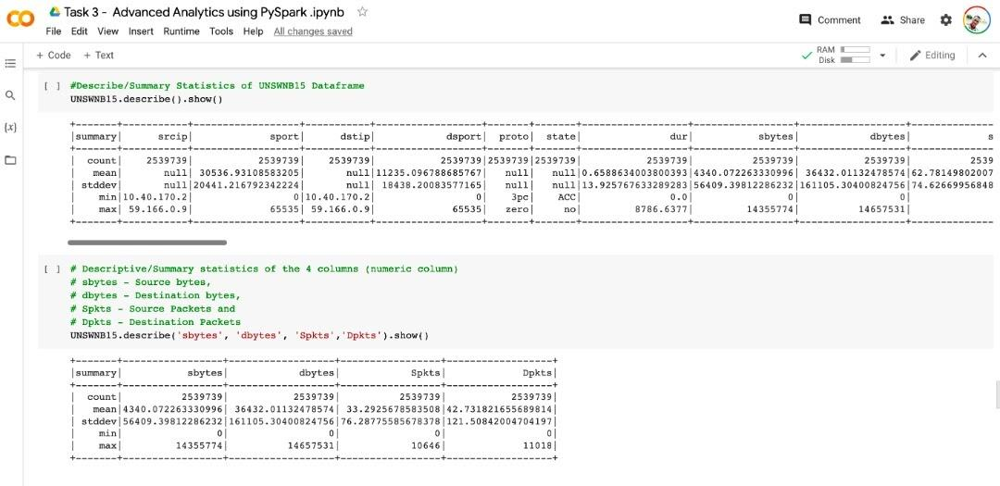 Task 3 -  Advanced Analytics using PySpark .ipynb
Comment
Share
File Edit View Insert Runtime Tools Help All changes saved
+ Code + Text
RAM
Disk
Editing
[ ] #Describe/Summary Statistics of UNSWNB15 Dataframe
UNSWNB15.describe().show()
+-------+-----------+------------------+-----------+------------------+-------+-------+------------------+-----------------+------------------+-------------
|summary| srcip| sport| dstip| dsport| proto| state| dur| sbytes| dbytes| s
+-------+-----------+------------------+-----------+------------------+-------+-------+------------------+-----------------+------------------+-------------
| count| 2539739| 2539739| 2539739| 2539739|2539739|2539739| 2539739| 2539739| 2539739| 2539
| mean| null| 30536.93108583205| null|11235.096788685767| null| null|0.6588634003800393|4340.072263330996| 36432.01132478574|62.78149802007
| stddev| null|20441.216792342224| null| 18438.20083577165| null| null|13.925767633289283|56409.39812286232|161105.30400824756|74.62669956848
| min|10.40.170.2| 0|10.40.170.2| 0| 3pc| ACC| 0.0| 0| 0|
| max| 59.166.0.9| 65535| 59.166.0.9| 65535| zero| no| 8786.6377| 14355774| 14657531|
+-------+-----------+------------------+-----------+------------------+-------+-------+------------------+-----------------+------------------+-------------
[ ] # Descriptive/Summary statistics of the 4 columns (numeric column)
# sbytes - Source bytes,
# dbytes - Destination bytes,
# Spkts - Source Packets and
# Dpkts - Destination Packets
UNSWNB15.describe('sbytes', 'dbytes', 'Spkts','Dpkts').show()
+-------+-----------------+------------------+-----------------+------------------+
|summary| sbytes| dbytes| Spkts| Dpkts|
+-------+-----------------+------------------+-----------------+------------------+
| count| 2539739| 2539739| 2539739| 2539739|
| mean|4340.072263330996| 36432.01132478574| 33.2925678583508|42.731821655689814|
| stddev|56409.39812286232|161105.30400824756|76.28775585678378|121.50842004704197|
| min| 0| 0| 0| 0|
| max| 14355774| 14657531| 10646| 11018|
+-------+-----------------+------------------+-----------------+------------------+